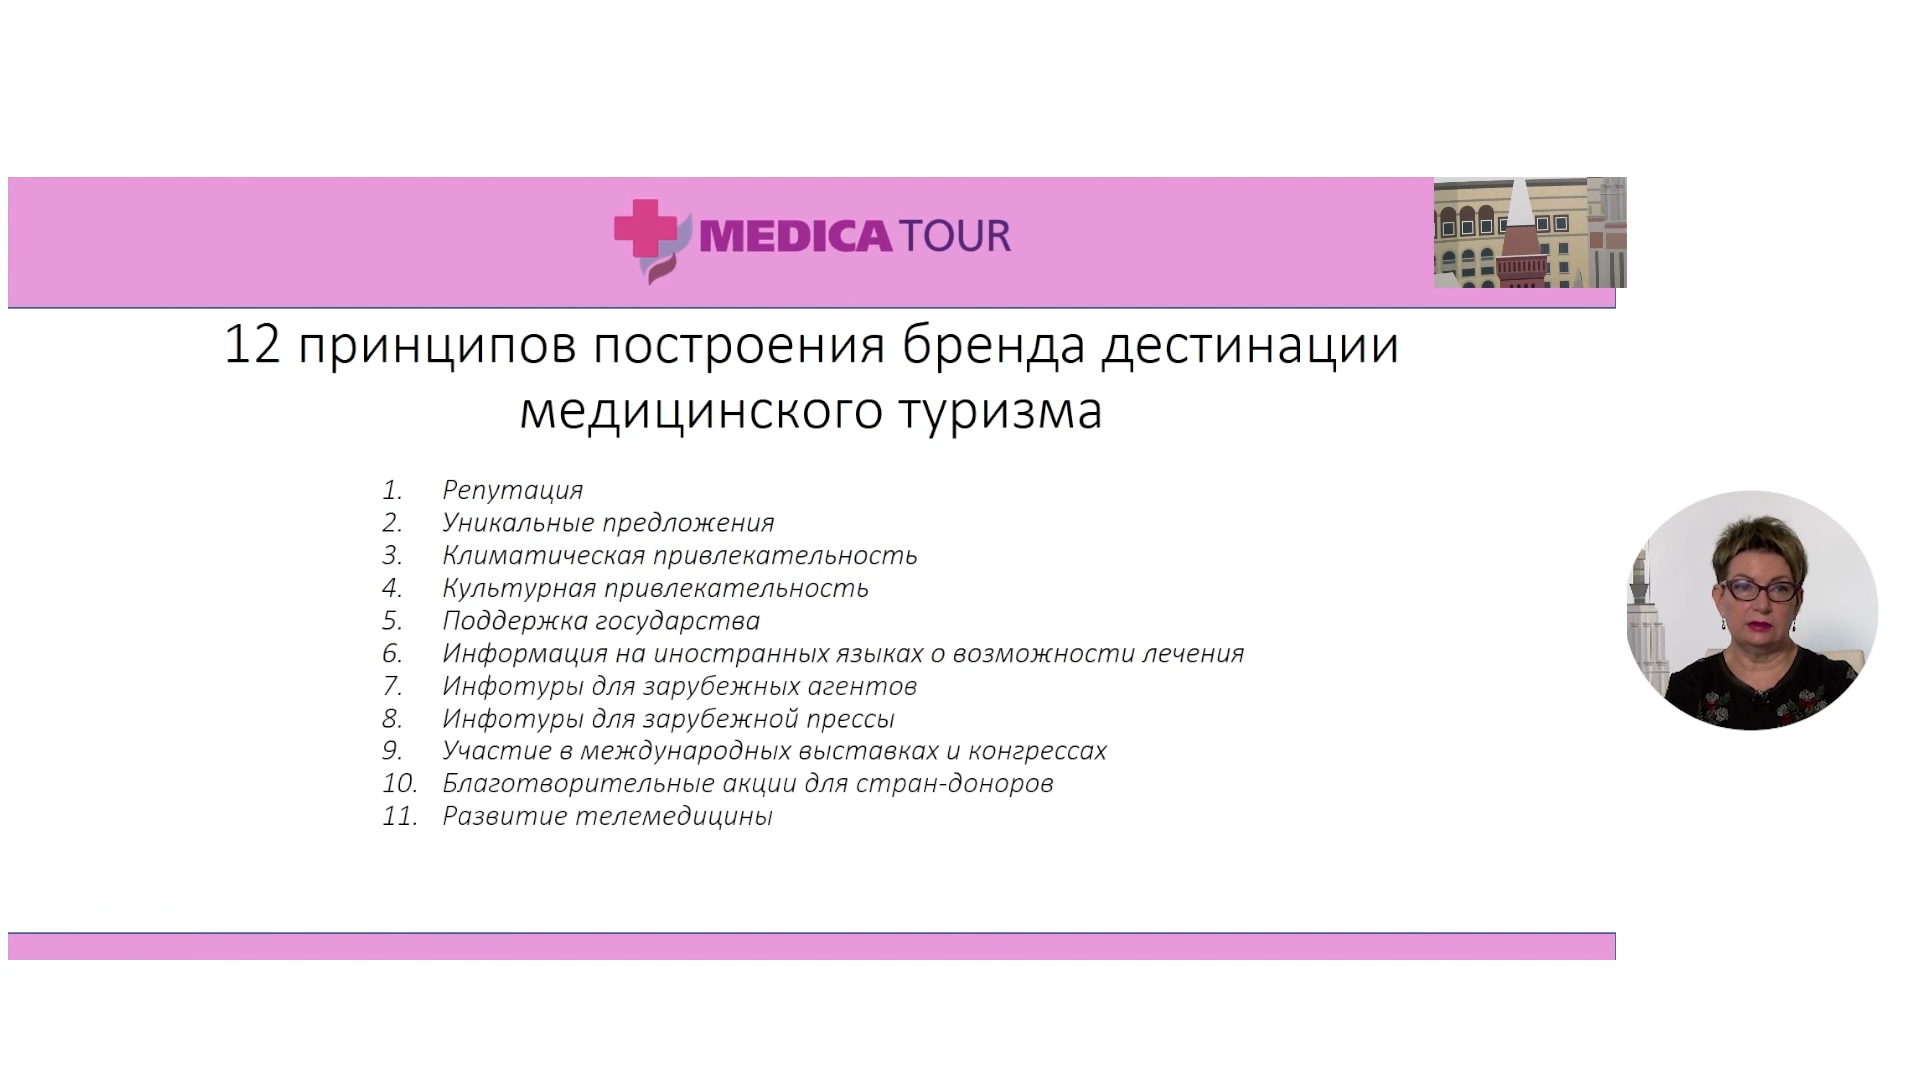 MEDICA TOUR
12 принципов построения бренда дестинации
медицинского туризма
1. Репутация
2. Уникальные предложения
3. Климатическая привлекательность
4. Культурная привлекательность
5. Поддержка государства
6. Информация на иностранных языках о возможности лечения
7. Инфотуры для зарубежных агентов
8. Инфотуры для зарубежной прессы
9. Участие в международных выставках и конгрессах
10. Благотворительные акции для стран-доноров
11. Развитие телемедицины